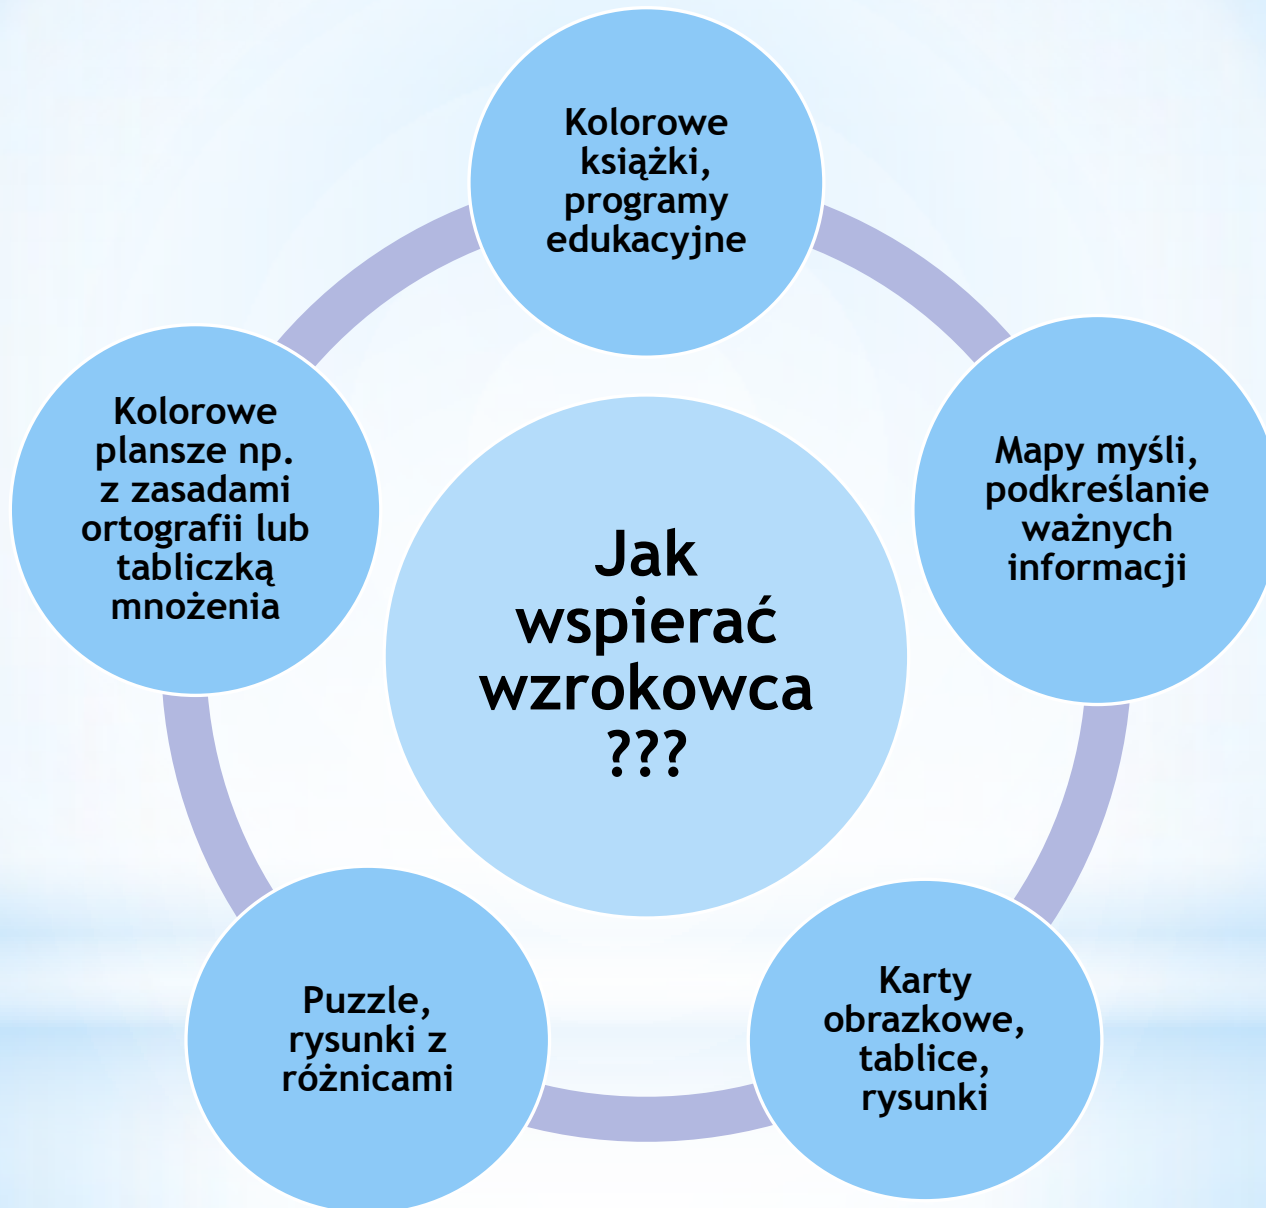 Kolorowe
książki,
programy
edukacyjne
Mapy myśli,
podkreślanie
ważnych
informacji
Karty
obrazkowe,
tablice,
rysunki
Puzzle,
rysunki z
różnicami
Kolorowe
plansze np.
z zasadami
ortografii lub
tabliczką
mnożenia
Jak
wspierać
wzrokowca
???